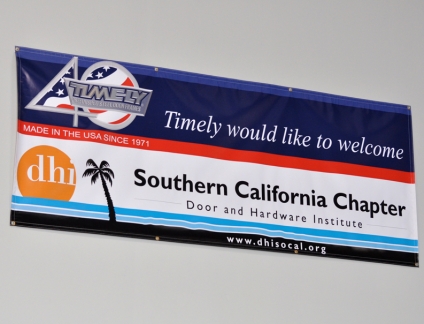 40 TIMELY
MADE IN THE USA SINCE 1971
Timely would like to welcome
dhi
Southern California Chapter
Door and Hardware Institute
www.dhisocal.org